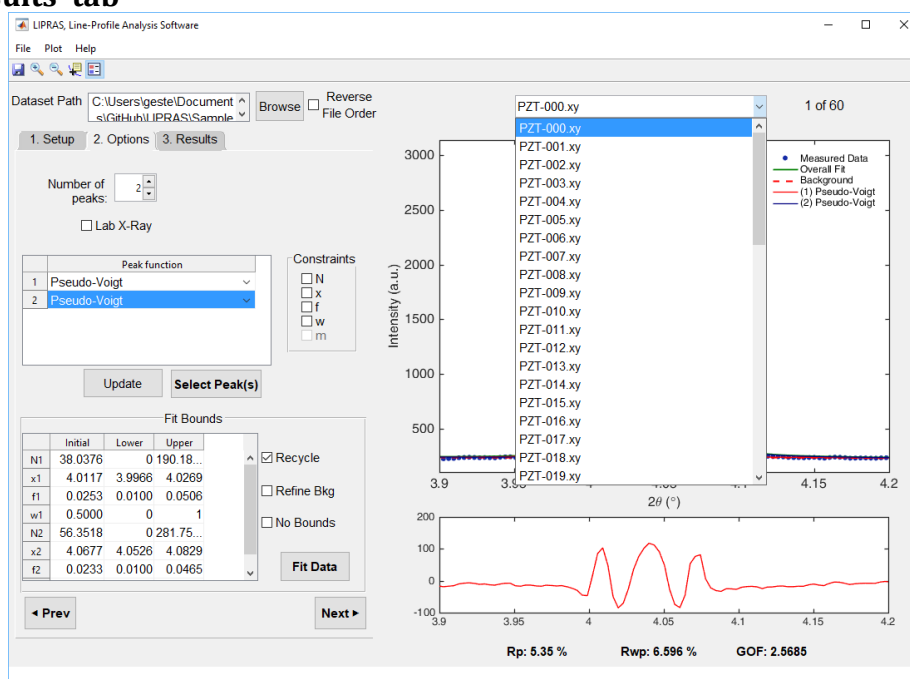 ults' tab
LIPRAS, Line-Profile Analysis Software
File Plot Help
Dataset Path C:\Users\geste\Document
s\GitHub\LIPRAS\Sample
Browse
Reverse
File Order
1. Setup 2. Options 3. Results
Number of
peaks:
2
Lab X-Ray
Peak function
1 Pseudo-Voigt
2 Pseudo-Voigt
Constraints
N
x
f
w
m
Update Select Peak(s)
Fit Bounds
Initial Lower Upper
N1 38.0376 0 190.18...
x1 4.0117 3.9966 4.0269
f1 0.0253 0.0100 0.0506
w1 0.5000 0 1
N2 56.3518 0 281.75...
x2 4.0677 4.0526 4.0829
f2 0.0233 0.0100 0.0465
Recycle
Refine Bkg
No Bounds
Fit Data
Prev Next
PZT-000.xy
1 of 60
PZT-000.xy
PZT-001.xy
PZT-002.xy
PZT-003.xy
PZT-004.xy
PZT-005.xy
PZT-006.xy
PZT-007.xy
PZT-008.xy
PZT-009.xy
PZT-010.xy
PZT-011.xy
PZT-012.xy
PZT-013.xy
PZT-014.xy
PZT-015.xy
PZT-016.xy
PZT-017.xy
PZT-018.xy
PZT-019.xy
Measured Data
Overall Fit
Background
(1) Pseudo-Voigt
(2) Pseudo-Voigt
Intensity (a.u.)
3000
2500
2000
1500
1000
500
3.9 4.15 4.2
2θ (°)
200
100
0
-100
3.9 3.95 4 4.05 4.1 4.15 4.2
Rp: 5.35 % Rwp: 6.596 % GOF: 2.5685